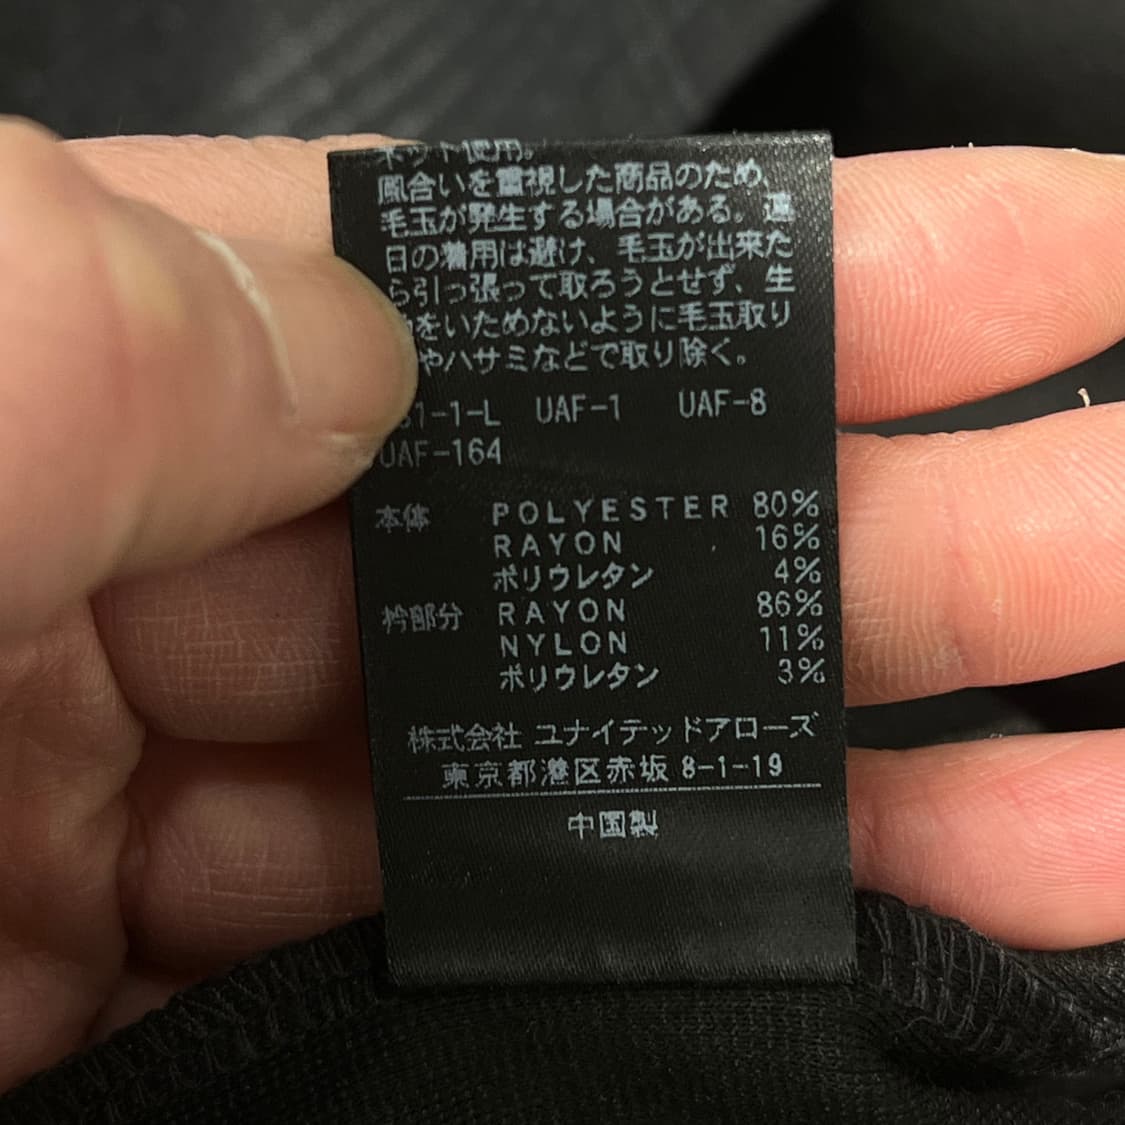 ネット使用。
風合いを重視した商品のため、
毛玉が発生する場合がある。連
日の着用は避け、毛玉が出来た
ら引っ張って取ろうとせず、生
をいためないように毛玉取り
やハサミなどで取り除く。
1-1-L UAF-1 UAF-8
UAF-164
本体 POLYESTER 80%
RAYON 16%
ポリウレタン 4%
衿部分 RAYON 86%
NYLON 11%
ポリウレタン 3%
株式会社 ユナイテッドアローズ
東京都港区赤坂 8-1-19
中国製